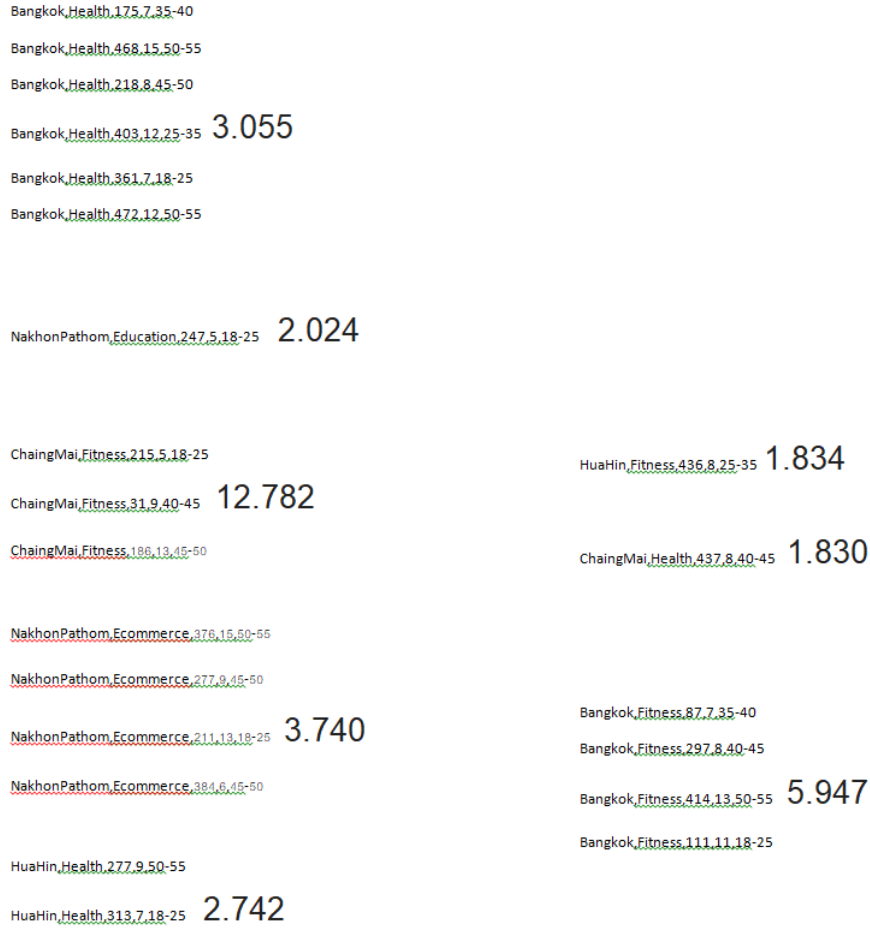 Bangkok,Health,175,7,35-40
Bangkok,Health,468,15,50-55
Bangkok,Health,218,8,45-50
Bangkok,Health,403,12,25-35 3.055
Bangkok,Health,361,7,18-25
Bangkok,Health,472,12,50-55
NakhonPathom,Education,247,5,18-25 2.024
ChaingMai,Fitness,215,5,18-25
ChaingMai,Fitness,31,9,40-45 12.782
ChaingMai,Fitness,186,13,45-50
NakhonPathom,Ecommerce,376,15,50-55
NakhonPathom,Ecommerce,277,9,45-50
NakhonPathom,Ecommerce,211,13,18-25 3.740
NakhonPathom,Ecommerce,384,6,45-50
HuaHin,Health,277,9,50-55
HuaHin,Health,313,7,18-25 2.742
HuaHin,Fitness,436,8,25-35 1.834
ChaingMai,Health,437,8,40-45 1.830
Bangkok,Fitness,87,7,35-40
Bangkok,Fitness,297,8,40-45
Bangkok,Fitness,414,13,50-55 5.947
Bangkok,Fitness,111,11,18-25